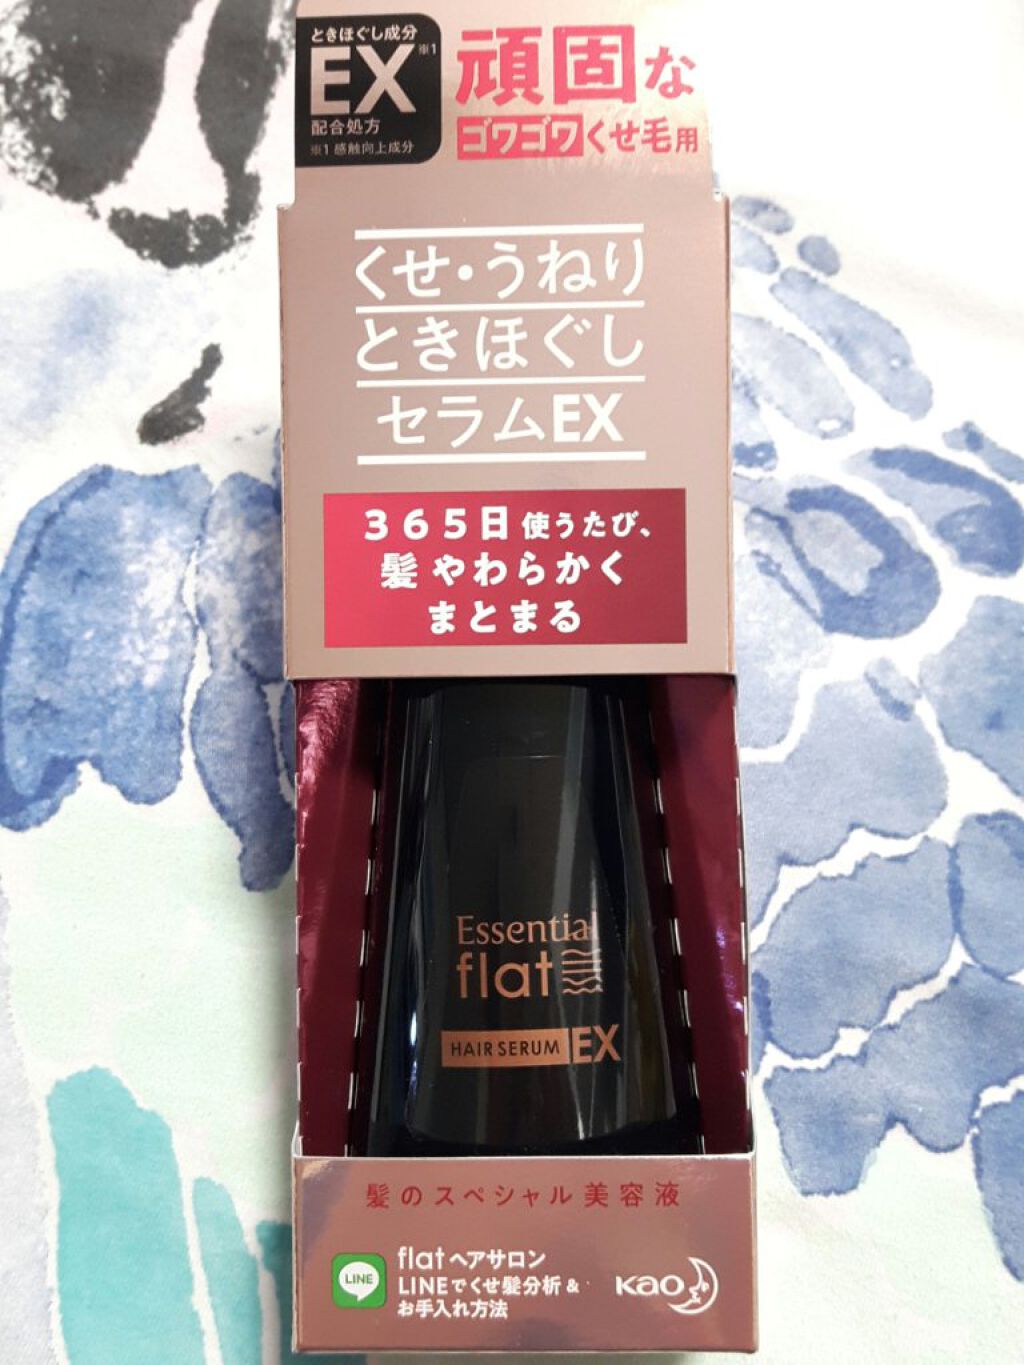 ときほぐし成分
EX※1
配合処方
※1 感触向上成分
頑固な
ゴワゴワくせ毛用
くせ・うねり
ときほぐし
セラムEX
365日使うたび、
髪やわらかく
まとまる
Essential
flat
HAIR SERUM EX
髪のスペシャル美容液
LINE
flatヘアサロン
LINEでくせ髪分析&
お手入れ方法
Kao